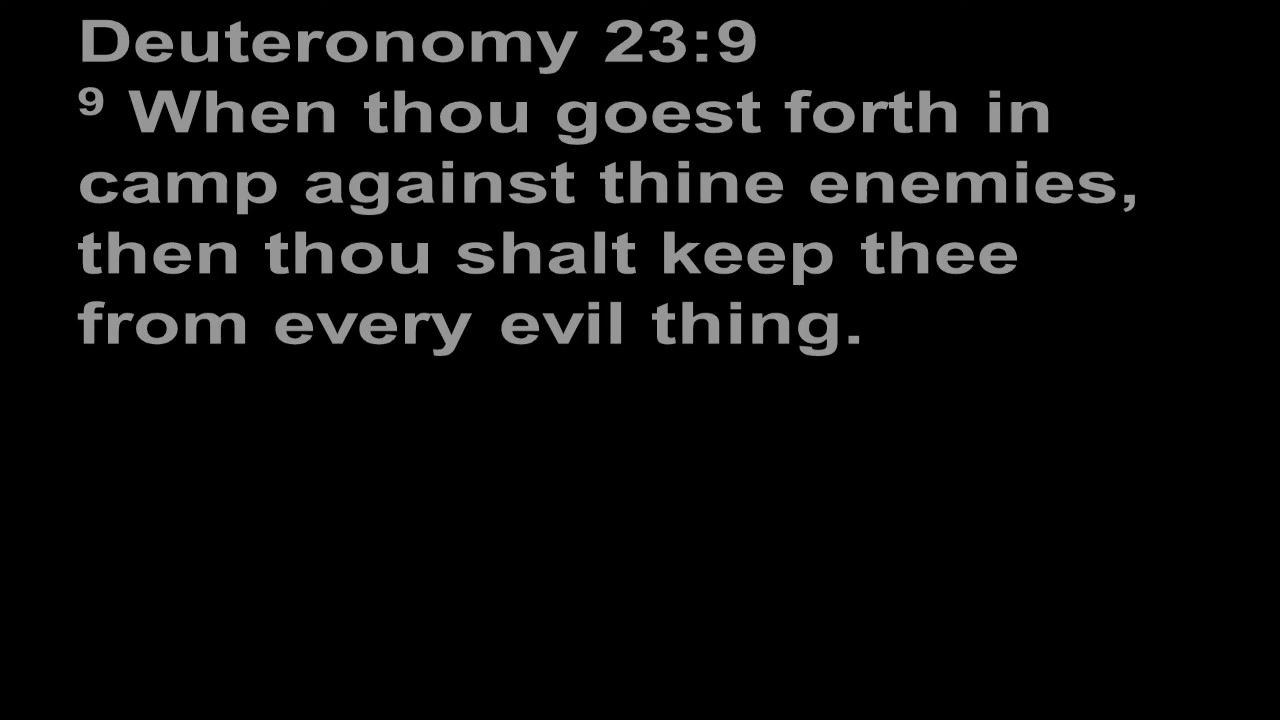 Deuteronomy 23:9
⁹ When thou goest forth in
camp against thine enemies,
then thou shalt keep thee
from every evil thing.